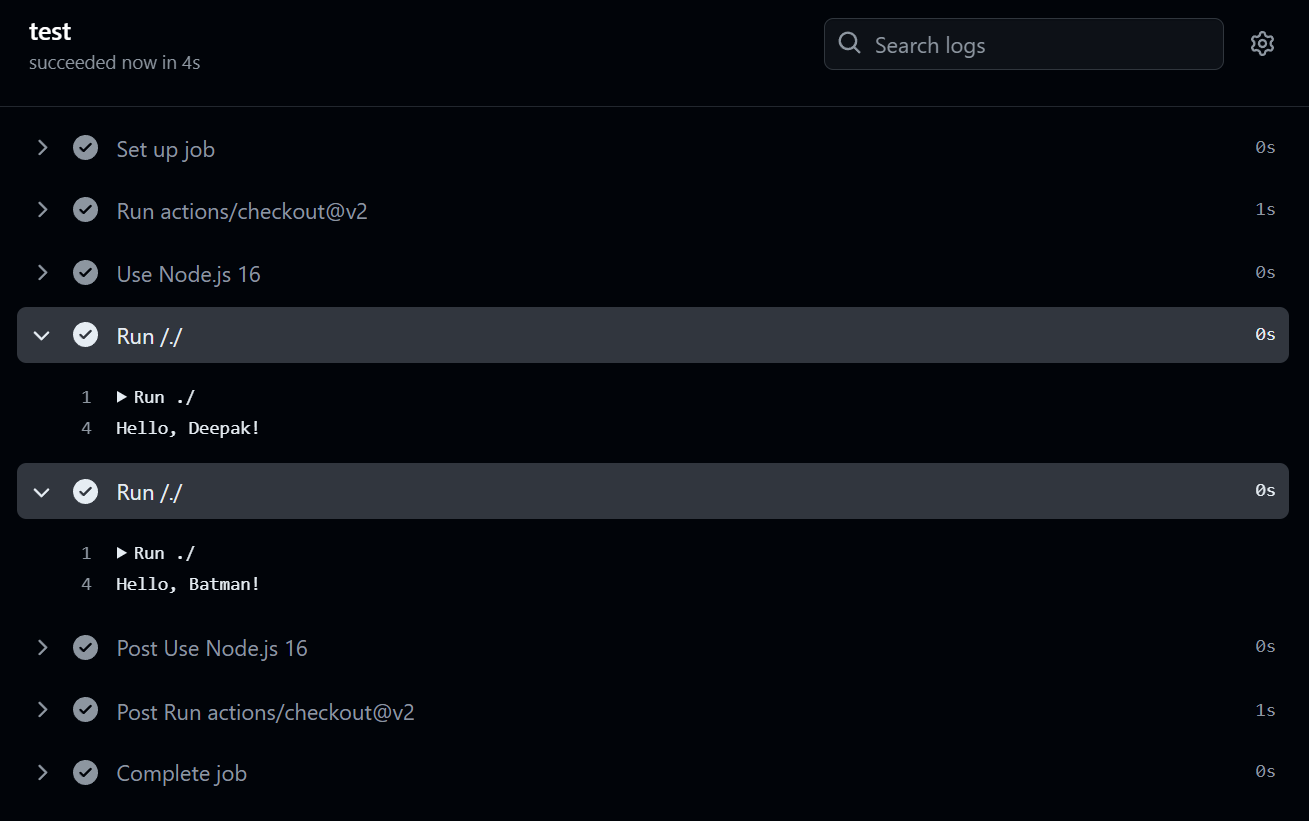 test
succeeded now in 4s
Search logs
Set up job 0s
Run actions/checkout@v2 1s
Use Node.js 16 0s
Run /./ 0s
1 Run ./
4 Hello, Deepak!
Run /./ 0s
1 Run ./
4 Hello, Batman!
Post Use Node.js 16 0s
Post Run actions/checkout@v2 1s
Complete job 0s